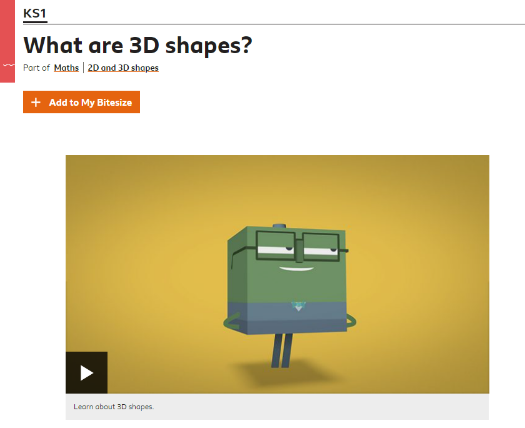 KS1
What are 3D shapes?
Part of Maths | 2D and 3D shapes
+ Add to My Bitesize
Learn about 3D shapes.